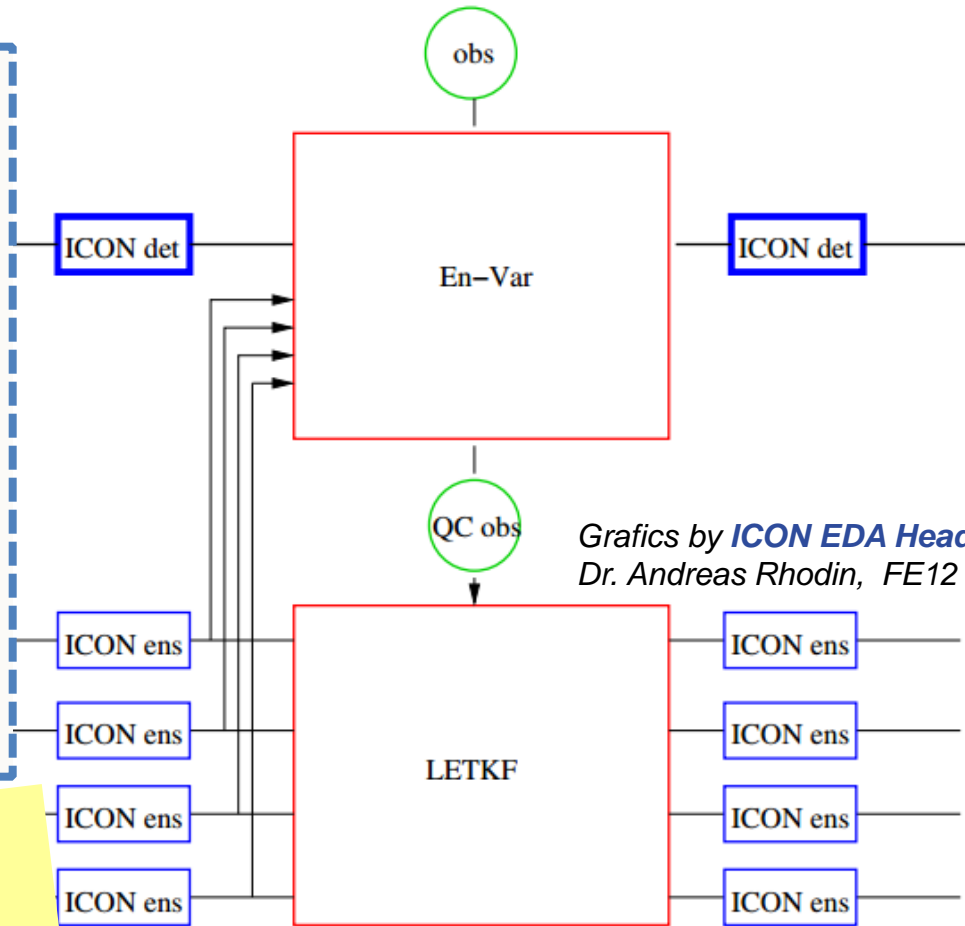 obs
ICON det
En−Var
ICON det
QC obs
Grafics by ICON EDA Head
Dr. Andreas Rhodin, FE12
ICON ens
ICON ens
ICON ens
ICON ens
LETKF
ICON ens
ICON ens
ICON ens
ICON ens